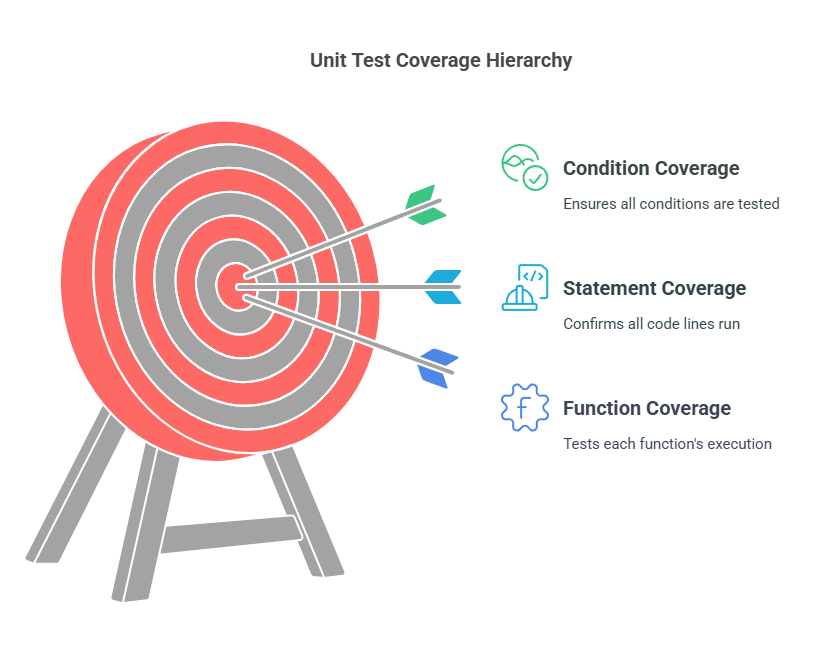 Unit Test Coverage Hierarchy
Condition Coverage
Ensures all conditions are tested
</>
Statement Coverage
Confirms all code lines run
f
Function Coverage
Tests each function's execution